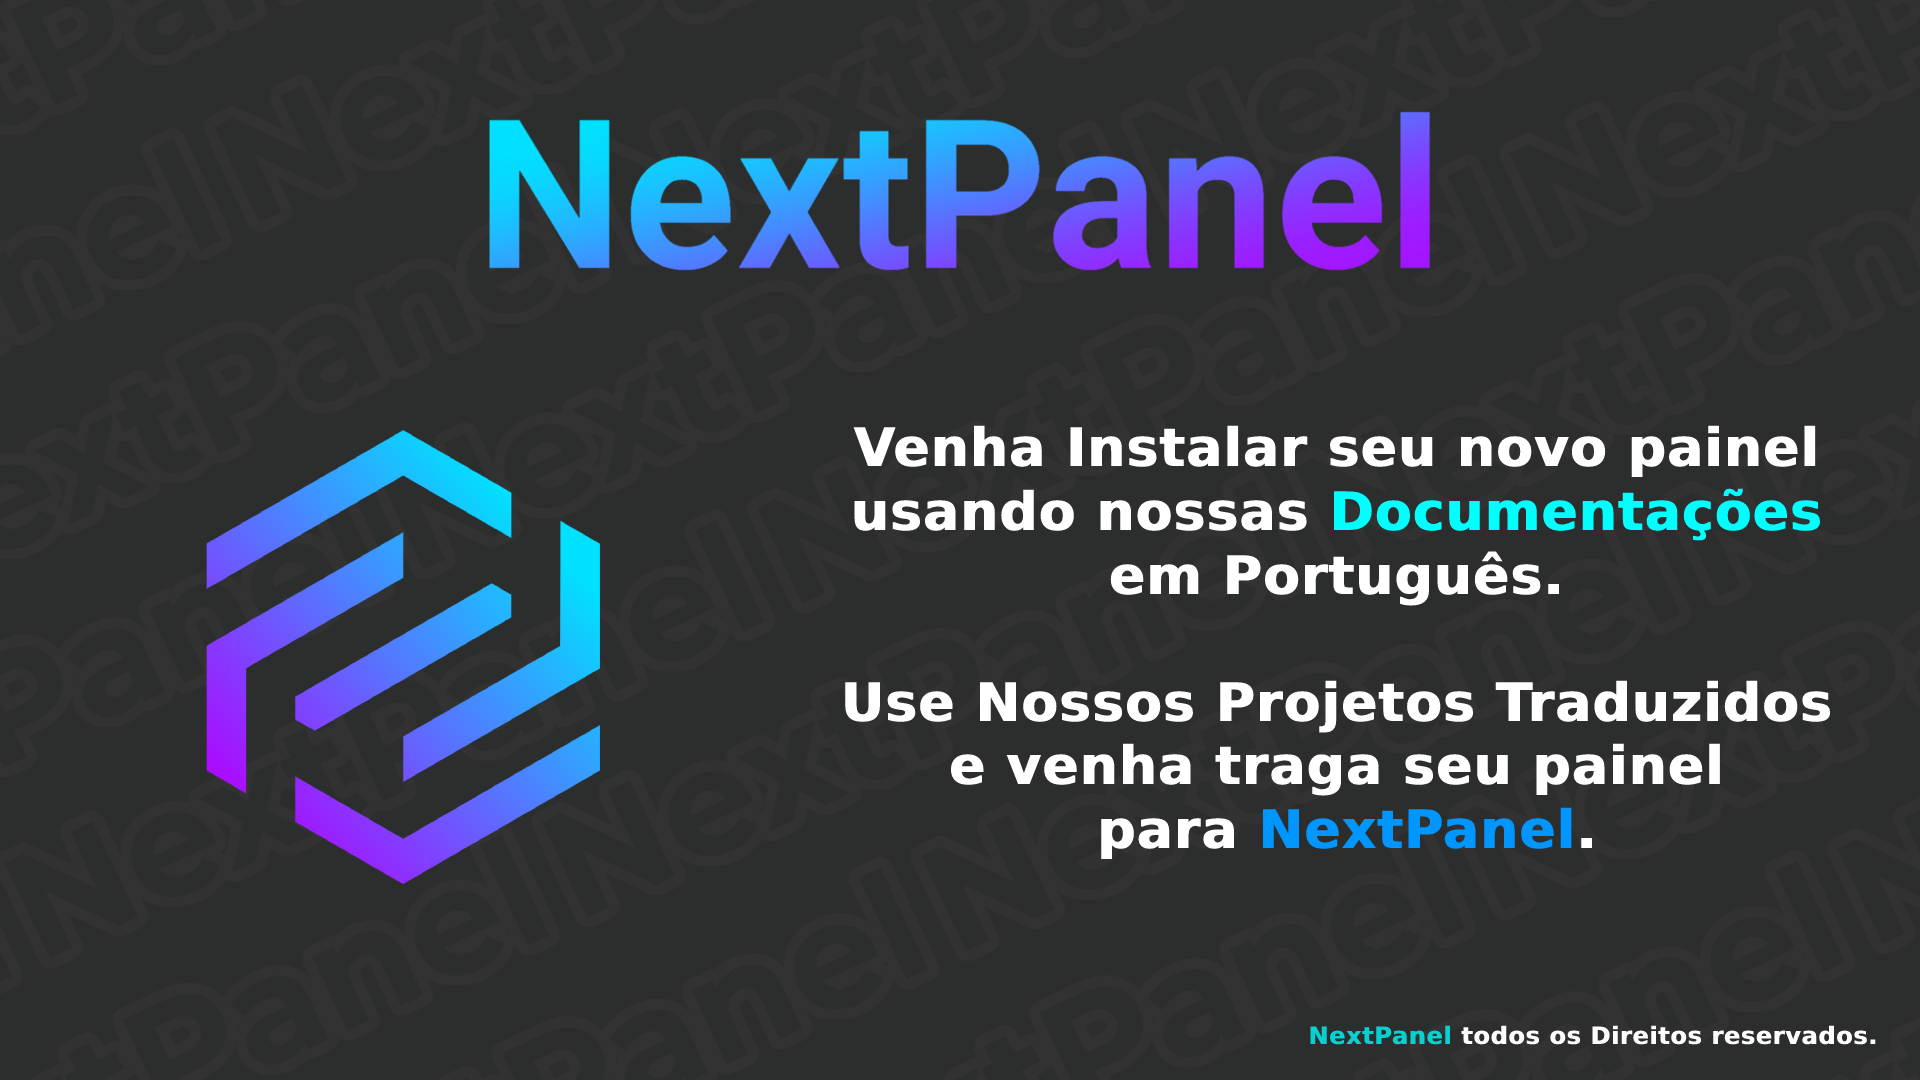 NextPanel
Venha Instalar seu novo painel
usando nossas Documentações
em Português.
Use Nossos Projetos Traduzidos
e venha traga seu painel
para NextPanel.
NextPanel todos os Direitos reservados.